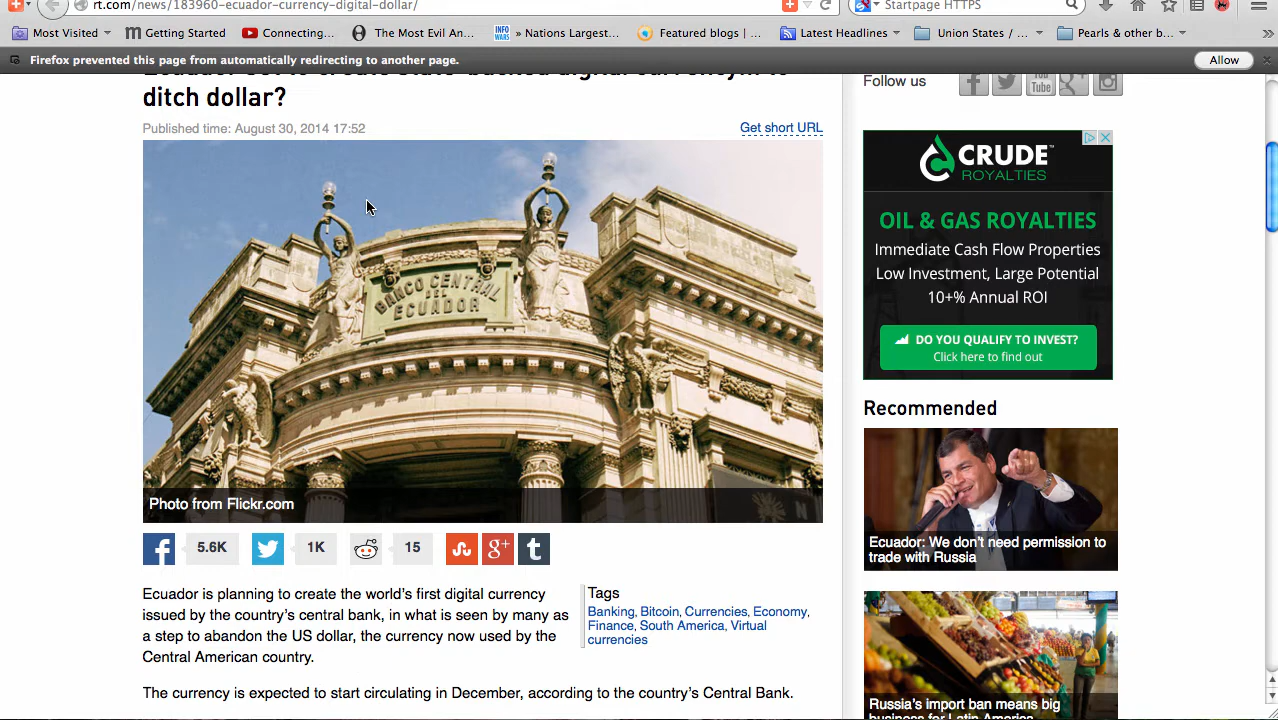 rt.com/news/183960-ecuador-currency-digital-dollar/
Startpage HTTPS
Most Visited
Getting Started
Connecting...
The Most Evil An...
INFO
WARS
» Nations Largest...
Featured blogs | ...
Latest Headlines
Union States / ...
Pearls & other b...
Firefox prevented this page from automatically redirecting to another page.
Allow
ditch dollar?
Published time: August 30, 2014 17:52
Get short URL
BANCO CENTRAL
DEL
ECUADOR
Photo from Flickr.com
5.6K
1K
15
Ecuador is planning to create the world's first digital currency
issued by the country's central bank, in what is seen by many as
a step to abandon the US dollar, the currency now used by the
Central American country.
The currency is expected to start circulating in December, according to the country's Central Bank.
Tags
Banking, Bitcoin, Currencies, Economy,
Finance, South America, Virtual
currencies
Follow us
You
Tube
CRUDE
ROYALTIES
OIL & GAS ROYALTIES
Immediate Cash Flow Properties
Low Investment, Large Potential
10+% Annual ROI
DO YOU QUALIFY TO INVEST?
Click here to find out
Recommended
Ecuador: We don't need permission to
trade with Russia
Russia's import ban means big